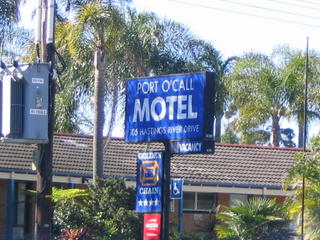 PORT O'CALL
MOTEL
105 HASTINGS RIVER DRIVE
VACANCY
GOLDEN
CHAIN